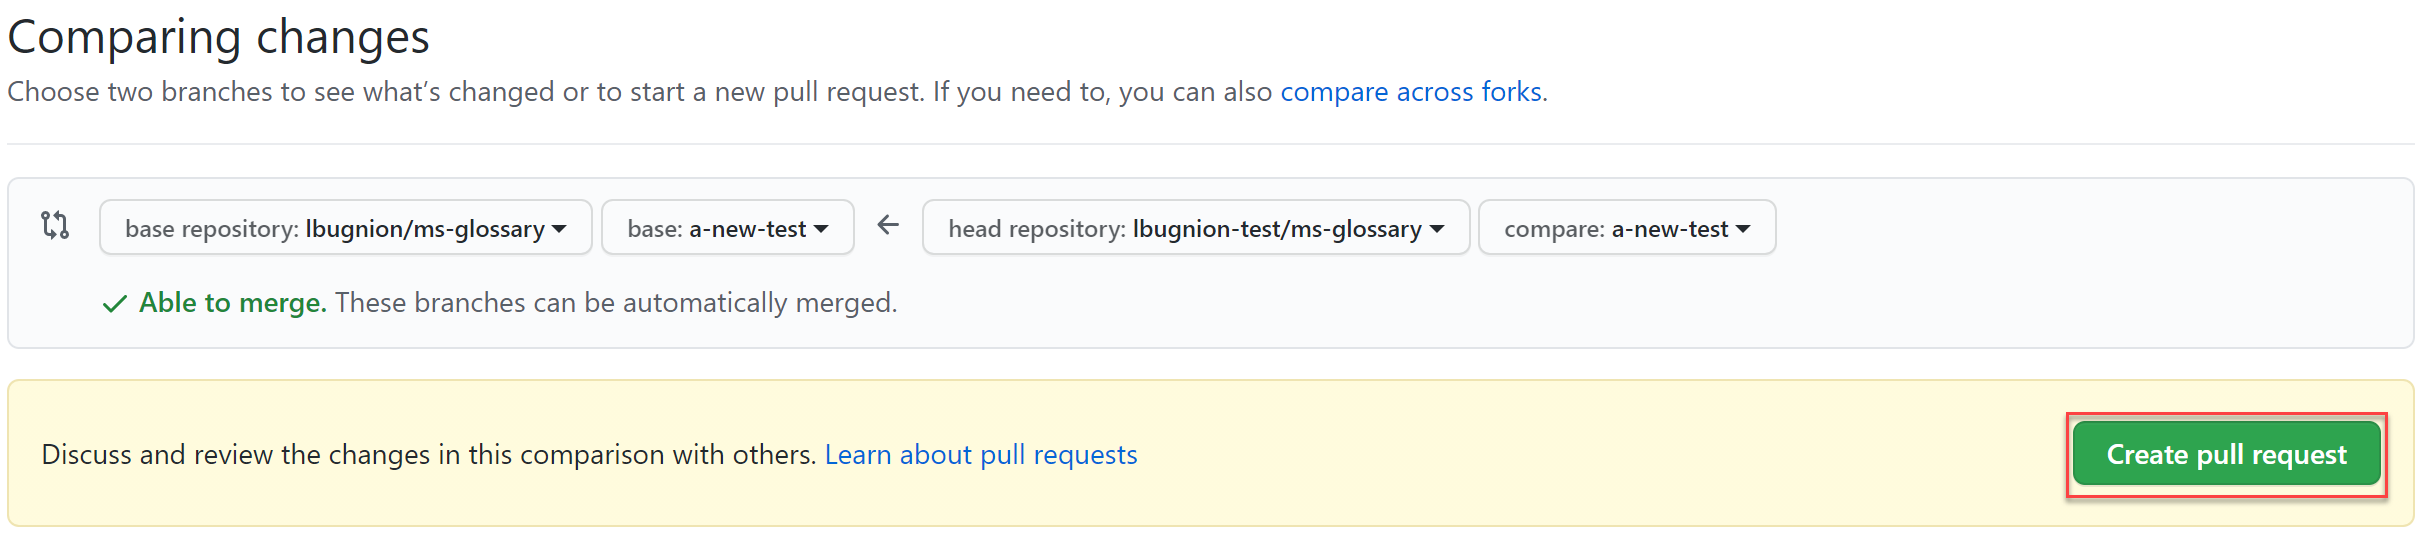 Comparing changes
Choose two branches to see what’s changed or to start a new pull request. If you need to, you can also compare across forks.
base repository: lbugnion/ms-glossary base: a-new-test head repository: lbugnion-test/ms-glossary compare: a-new-test
Able to merge. These branches can be automatically merged.
Discuss and review the changes in this comparison with others. Learn about pull requests Create pull request